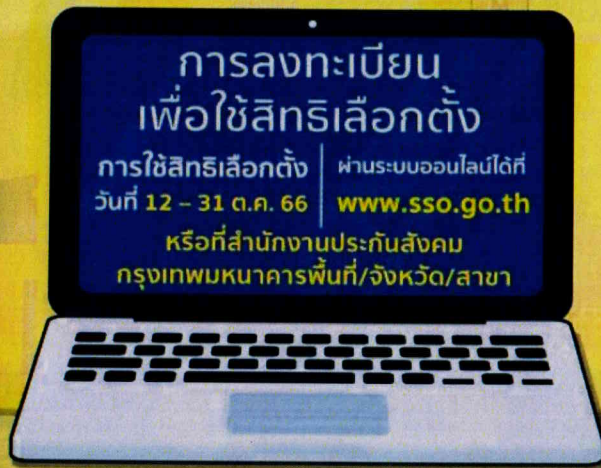 การลงทะเบียน
เพื่อใช้สิทธิเลือกตั้ง
การใช้สิทธิเลือกตั้ง
วันที่ 12 – 31 ต.ค. 66
ผ่านระบบออนไลน์ได้ที่
www.sso.go.th
หรือที่สำนักงานประกันสังคม
กรุงเทพมหนาคารพื้นที่/จังหวัด/สาขา